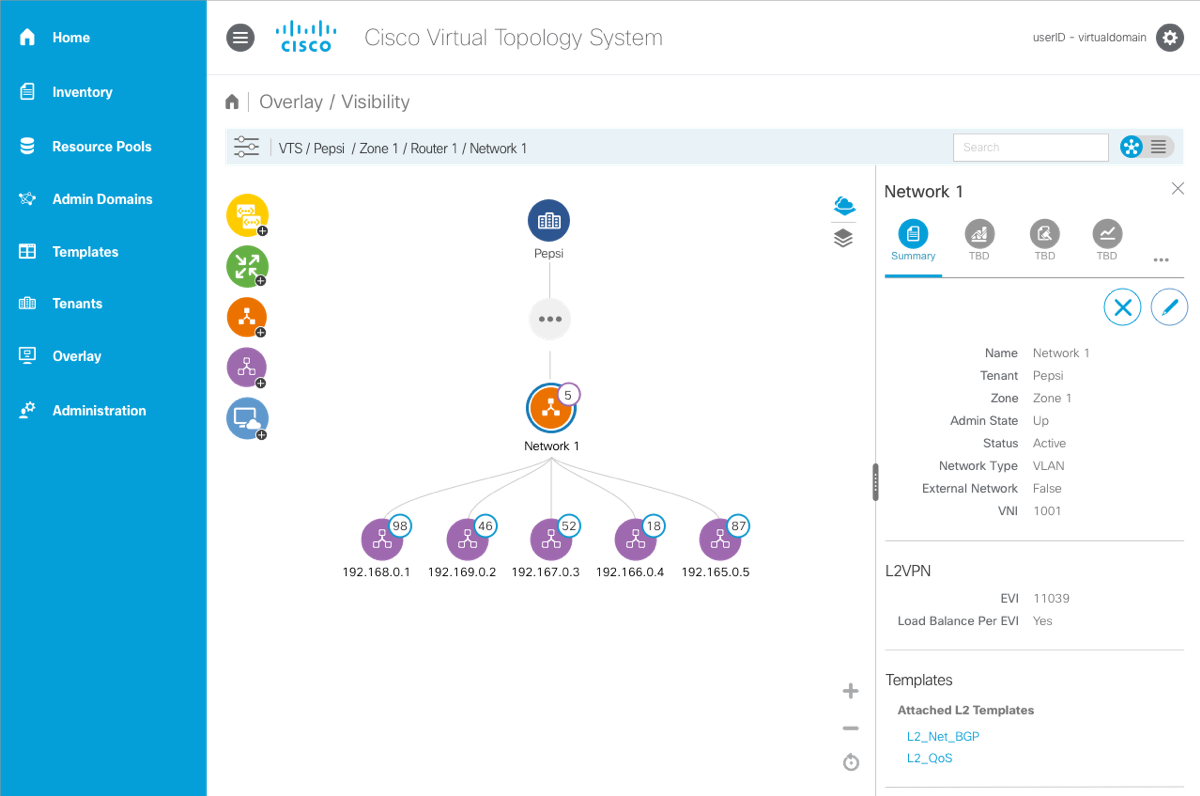 Home
Inventory
Resource Pools
Admin Domains
Templates
Tenants
Overlay
Administration
CISCO
Cisco Virtual Topology System
userID - virtualdomain
Overlay / Visibility
VTS / Pepsi / Zone 1 / Router 1 / Network 1
Search
Pepsi
5
Network 1
98
46
52
18
87
192.168.0.1
192.169.0.2
192.167.0.3
192.166.0.4
192.165.0.5
Network 1
Summary
TBD
TBD
TBD
Name Network 1
Tenant Pepsi
Zone Zone 1
Admin State Up
Status Active
Network Type VLAN
External Network False
VNI 1001
L2VPN
EVI 11039
Load Balance Per EVI Yes
Templates
Attached L2 Templates
L2_Net_BGP
L2_QoS